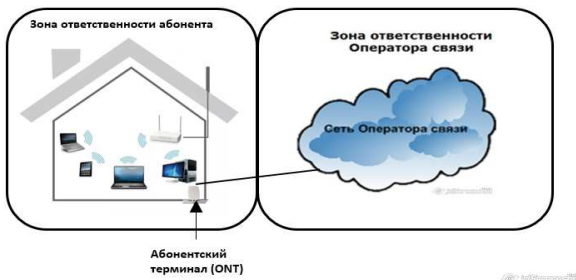 Зона ответственности абонента
Зона ответственности
Оператора связи
Сеть Оператора связи
Абонентский
терминал (ONT)